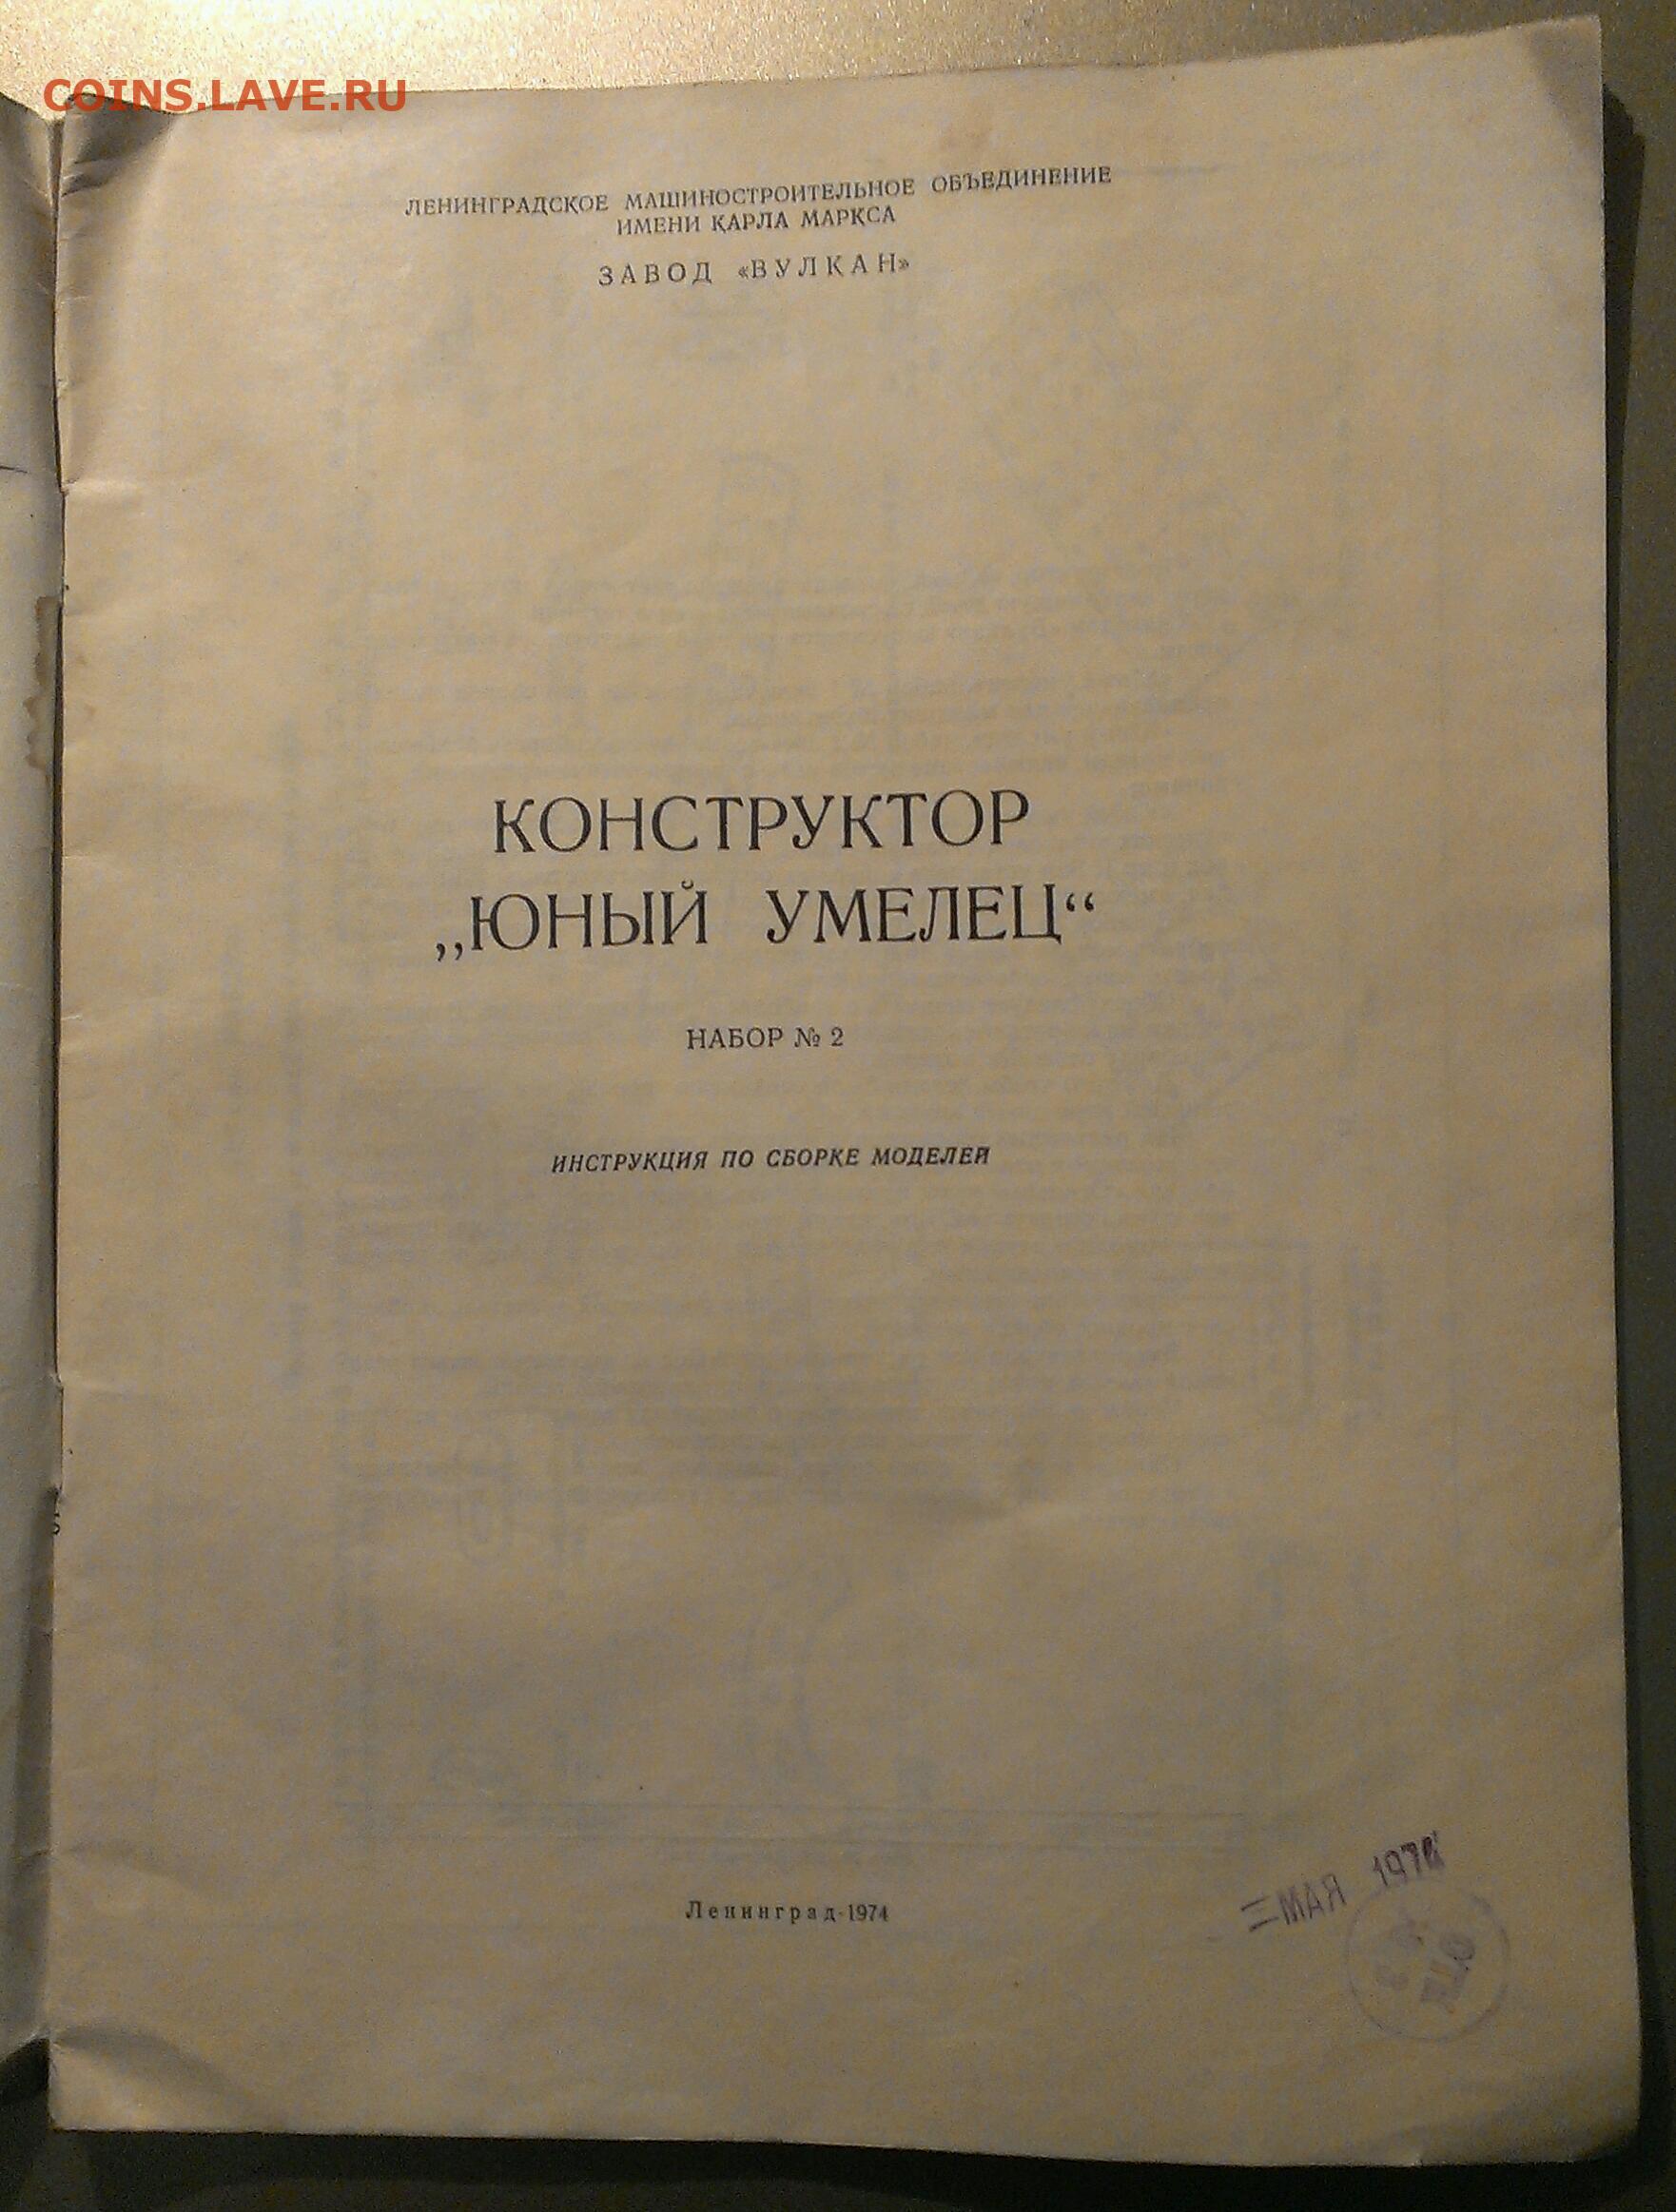 COINS.LAVE.RU
ЛЕНИНГРАДСКОЕ МАШИНОСТРОИТЕЛЬНОЕ ОБЪЕДИНЕНИЕ
ИМЕНИ КАРЛА МАРКСА
ЗАВОД «ВУЛКАН»
КОНСТРУКТОР
„ЮНЫЙ УМЕЛЕЦ“
НАБОР № 2
ИНСТРУКЦИЯ ПО СБОРКЕ МОДЕЛЕЙ
Ленинград-1974
МАЯ
ОТК